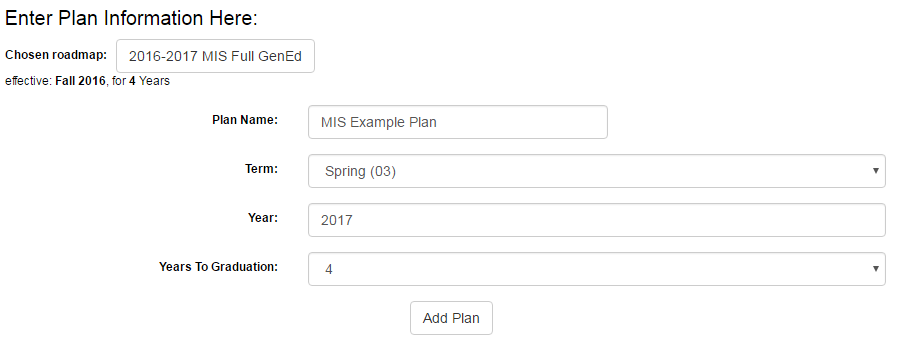 Enter Plan Information Here:
Chosen roadmap: 2016-2017 MIS Full GenEd
effective: Fall 2016, for 4 Years
Plan Name: MIS Example Plan
Term: Spring (03)
Year: 2017
Years To Graduation: 4
Add Plan